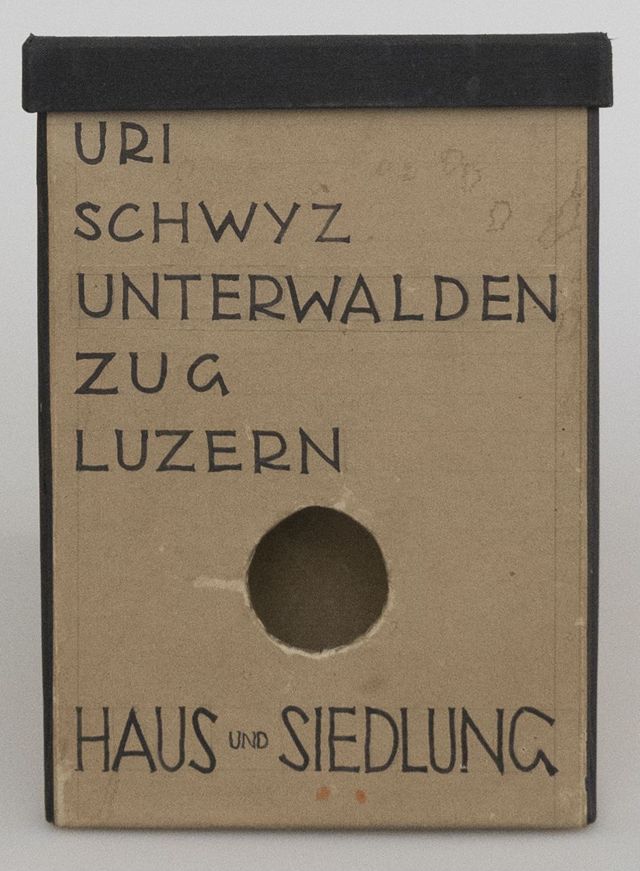 URI
SCHWYZ
UNTERWALDEN
ZUG
LUZERN
HAUS UND SIEDLUNG